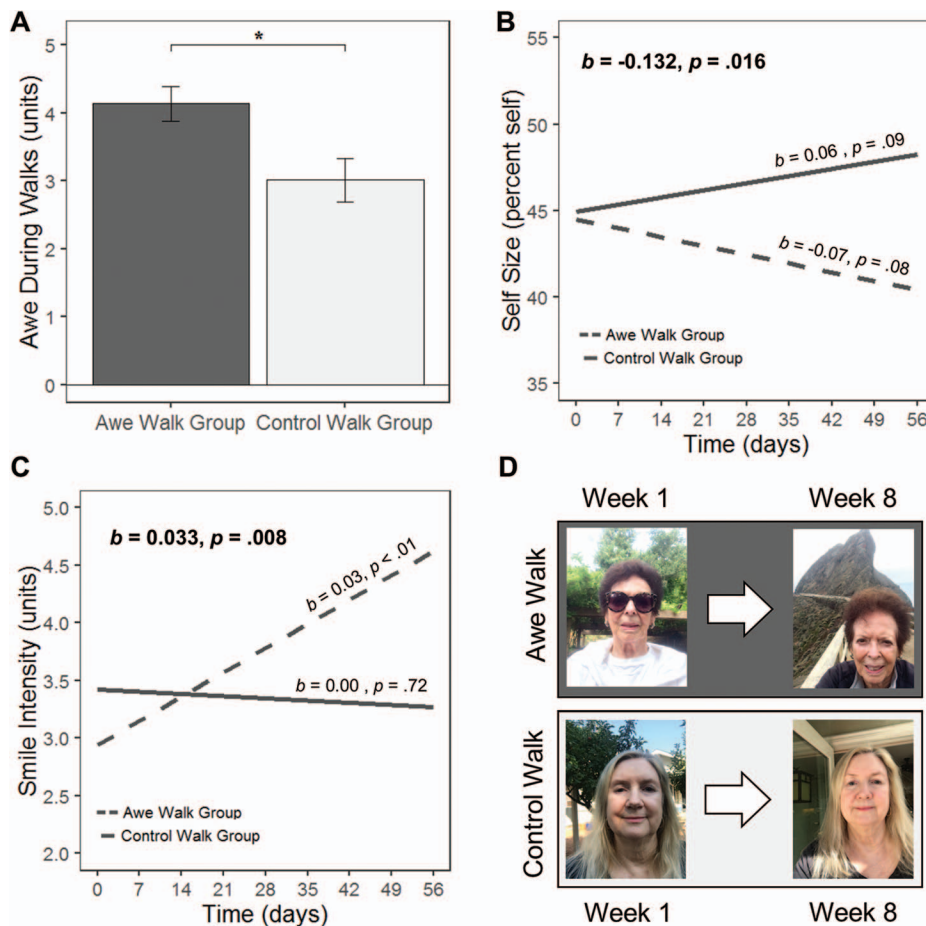 A
*
Awe During Walks (units)
5
4
3
2
1
0
Awe Walk Group Control Walk Group
B
b = -0.132, p = .016
Self Size (percent self)
55
50
45
40
35
b = 0.06 , p = .09
b = -0.07, p = .08
Awe Walk Group
Control Walk Group
0 7 14 21 28 35 42 49 56
Time (days)
C
b = 0.033, p = .008
Smile Intensity (units)
5.0
4.5
4.0
3.5
3.0
2.5
2.0
b = 0.03, p < .01
b = 0.00 , p = .72
Awe Walk Group
Control Walk Group
0 7 14 21 28 35 42 49 56
Time (days)
D
Week 1 Week 8
Awe Walk
Control Walk
Week 1 Week 8